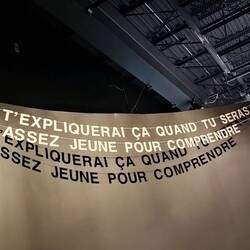 T'EXPLIQUERAI ÇA QUAND TU SERAS
ASSEZ JEUNE POUR COMPRENDRE
EXPLIQUERAI ÇA QUAND
ASSEZ JEUNE POUR COMPRENDRE